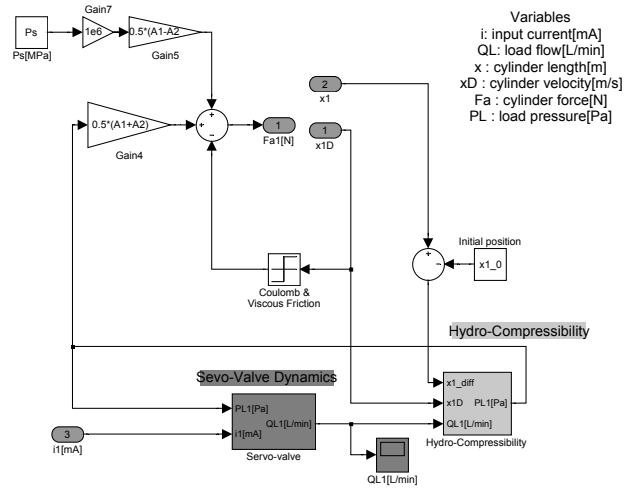 Gain7
Ps
1e6
0.5*(A1-A2
Ps[MPa]
Gain5
Variables
i: input current[mA]
QL: load flow[L/min]
x : cylinder length[m]
xD : cylinder velocity[m/s]
Fa : cylinder force[N]
PL : load pressure[Pa]
2
x1
0.5*(A1+A2)
Gain4
1
Fa1[N]
1
x1D
Initial position
x1_0
Coulomb &
Viscous Friction
Hydro-Compressibility
Sevo-Valve Dynamics
x1_diff
x1D
PL1[Pa]
QL1[L/min]
Hydro-Compressibility
PL1[Pa]
QL1[L/min]
i1[mA]
Servo-valve
3
i1[mA]
QL1[L/min]